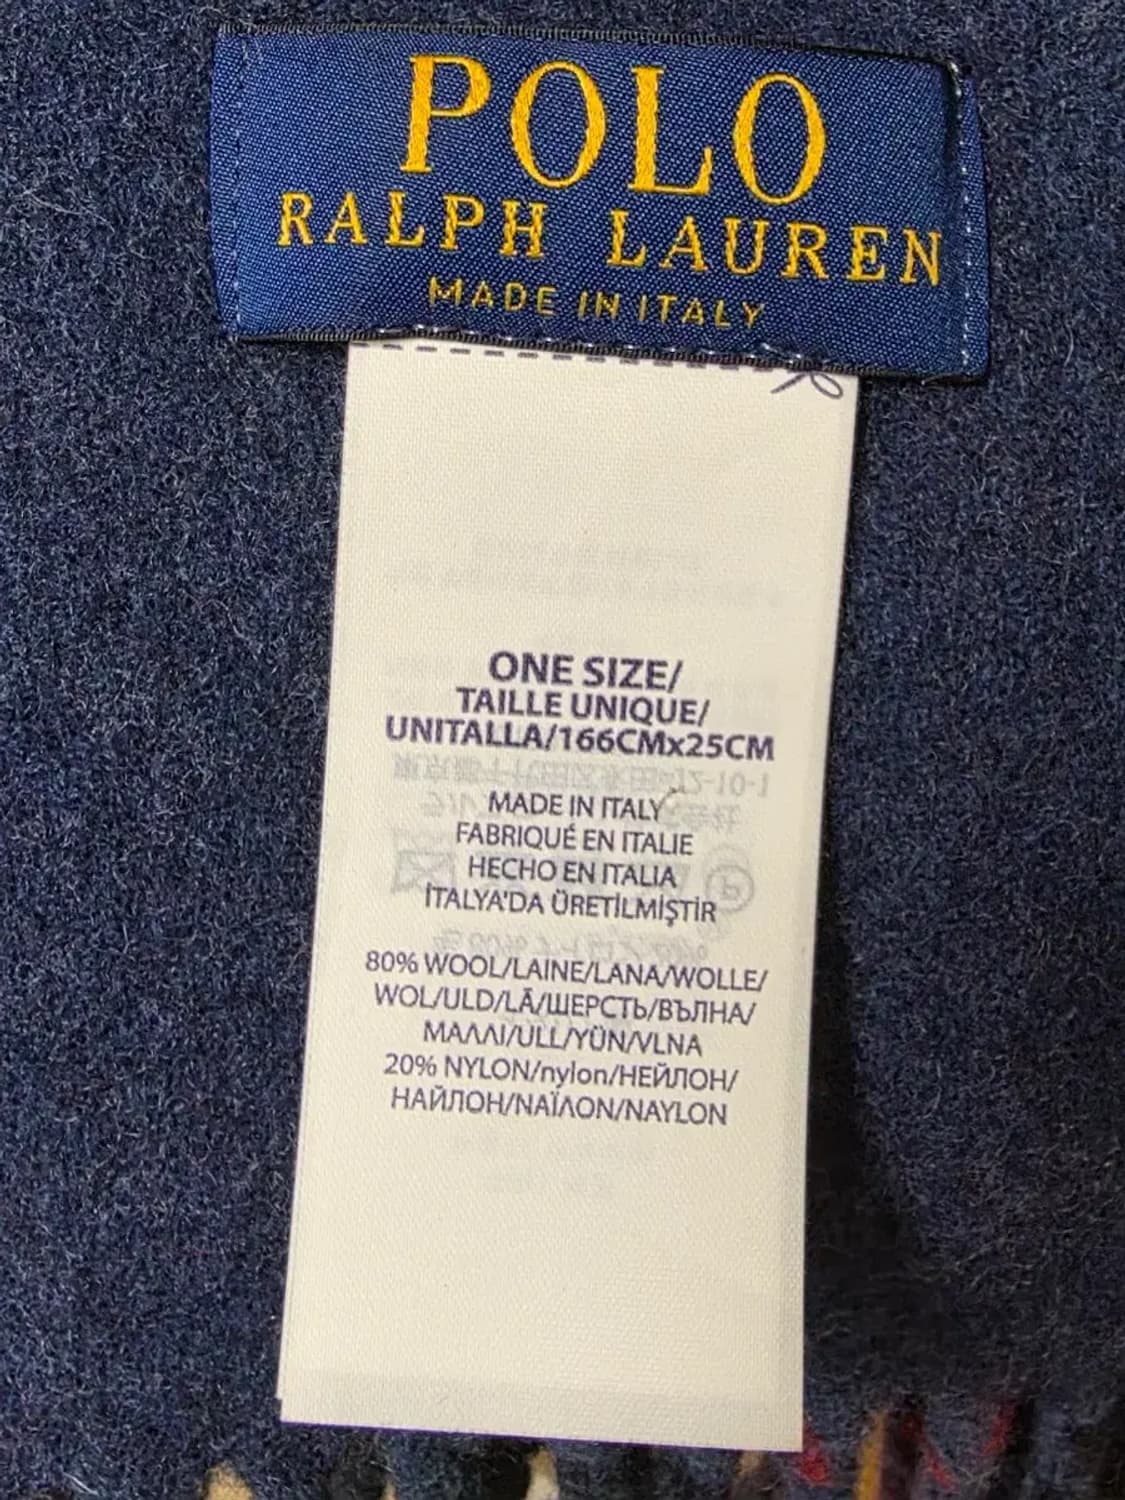 POLO
RALPH LAUREN
MADE IN ITALY
ONE SIZE/
TAILLE UNIQUE/
UNITALLA/166CMx25CM
MADE IN ITALY
FABRIQUÉ EN ITALIE
HECHO EN ITALIA
İTALYA'DA ÜRETİLMİŞTİR
80% WOOL/LAINE/LANA/WOLLE/
WOL/ULD/LÃ/ШЕРСТЬ/ВЪЛНА/
ΜΑΛΛΙ/ULL/YÜN/VLNA
20% NYLON/nylon/НЕЙЛОН/
НАЙЛОН/ΝΑΪΛΟΝ/NAYLON